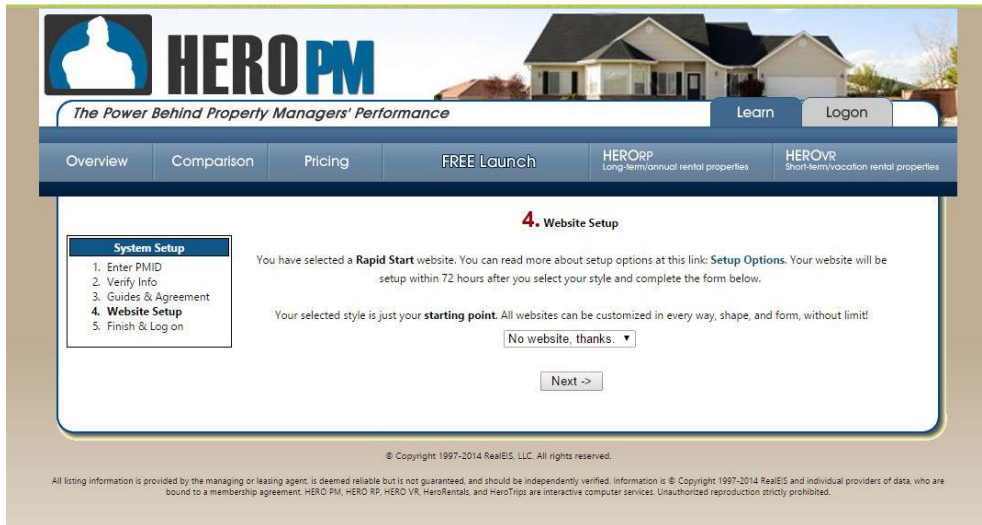 HERO PM
The Power Behind Property Managers' Performance
Learn
Logon
Overview
Comparison
Pricing
FREE Launch
HERORP
Long-term/annual rental properties
HEROVR
Short-term/vacation rental properties
4. Website Setup
System Setup
1. Enter PMID
2. Verify Info
3. Guides & Agreement
4. Website Setup
5. Finish & Log on
You have selected a Rapid Start website. You can read more about setup options at this link: Setup Options. Your website will be
setup within 72 hours after you select your style and complete the form below.
Your selected style is just your starting point. All websites can be customized in every way, shape, and form, without limit!
No website, thanks.
Next ->
© Copyright 1997-2014 RealEIS, LLC. All rights reserved.
All listing information is provided by the managing or leasing agent, is deemed reliable but is not guaranteed, and should be independently verified. Information is © Copyright 1997-2014 RealEIS and individual providers of data, who are
bound to a membership agreement. HERO PM, HERO RP, HERO VR, HeroRentals, and HeroTrips are interactive computer services. Unauthorized reproduction strictly prohibited.